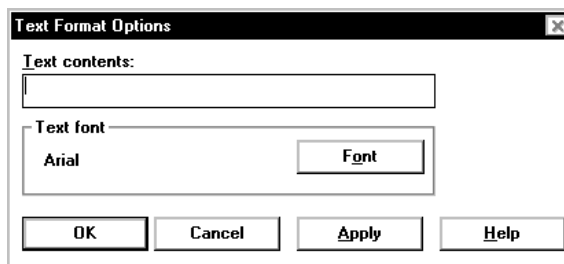 Text Format Options
Text contents:
Text font
Arial
Font
OK Cancel Apply Help